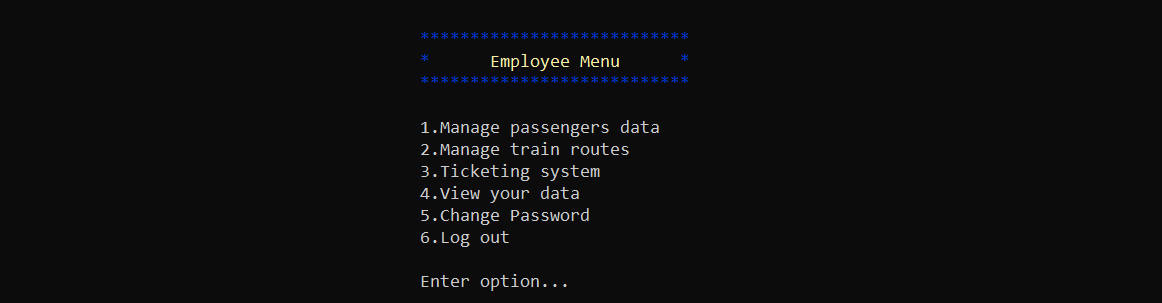 ***************************
*      Employee Menu      *
***************************
1.Manage passengers data
2.Manage train routes
3.Ticketing system
4.View your data
5.Change Password
6.Log out
Enter option...